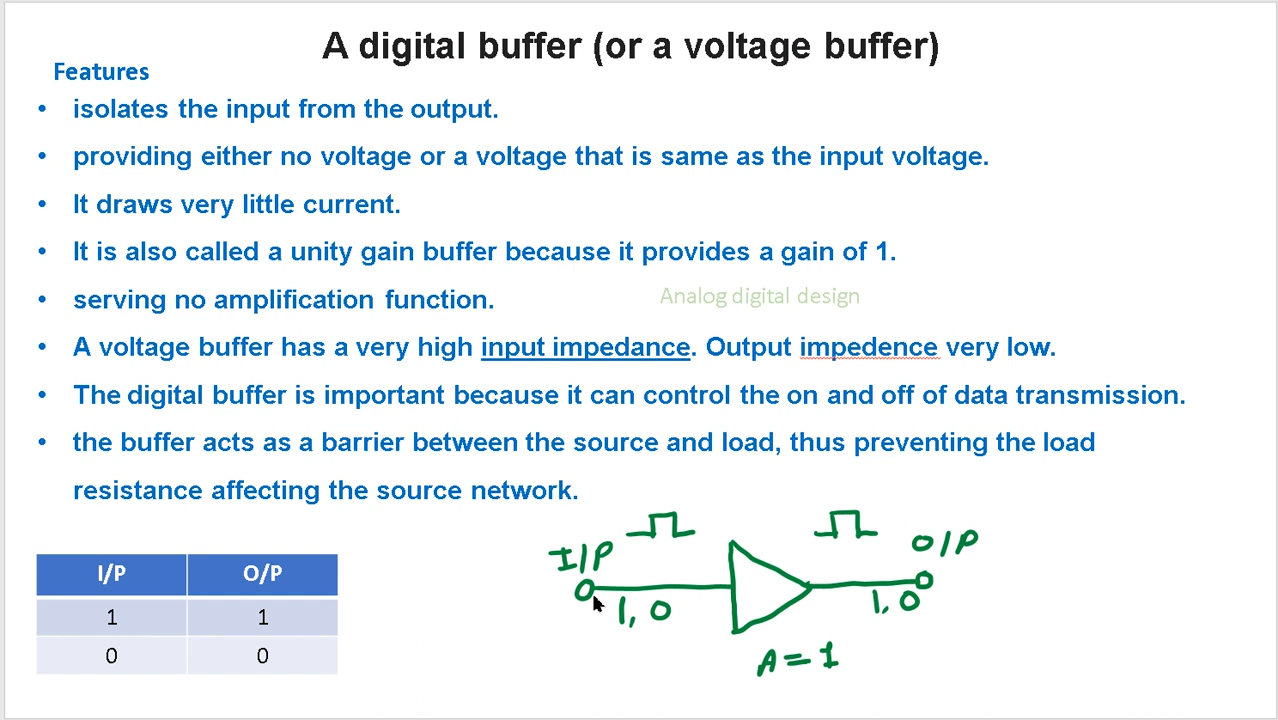 A digital buffer (or a voltage buffer)
Features
• isolates the input from the output.
• providing either no voltage or a voltage that is same as the input voltage.
• It draws very little current.
• It is also called a unity gain buffer because it provides a gain of 1.
• serving no amplification function.
Analog digital design
• A voltage buffer has a very high input impedance. Output impedence very low.
• The digital buffer is important because it can control the on and off of data transmission.
• the buffer acts as a barrier between the source and load, thus preventing the load
resistance affecting the source network.
I/P O/P
1 1
0 0
I/P
O/P
1, 0
1, 0
A = 1